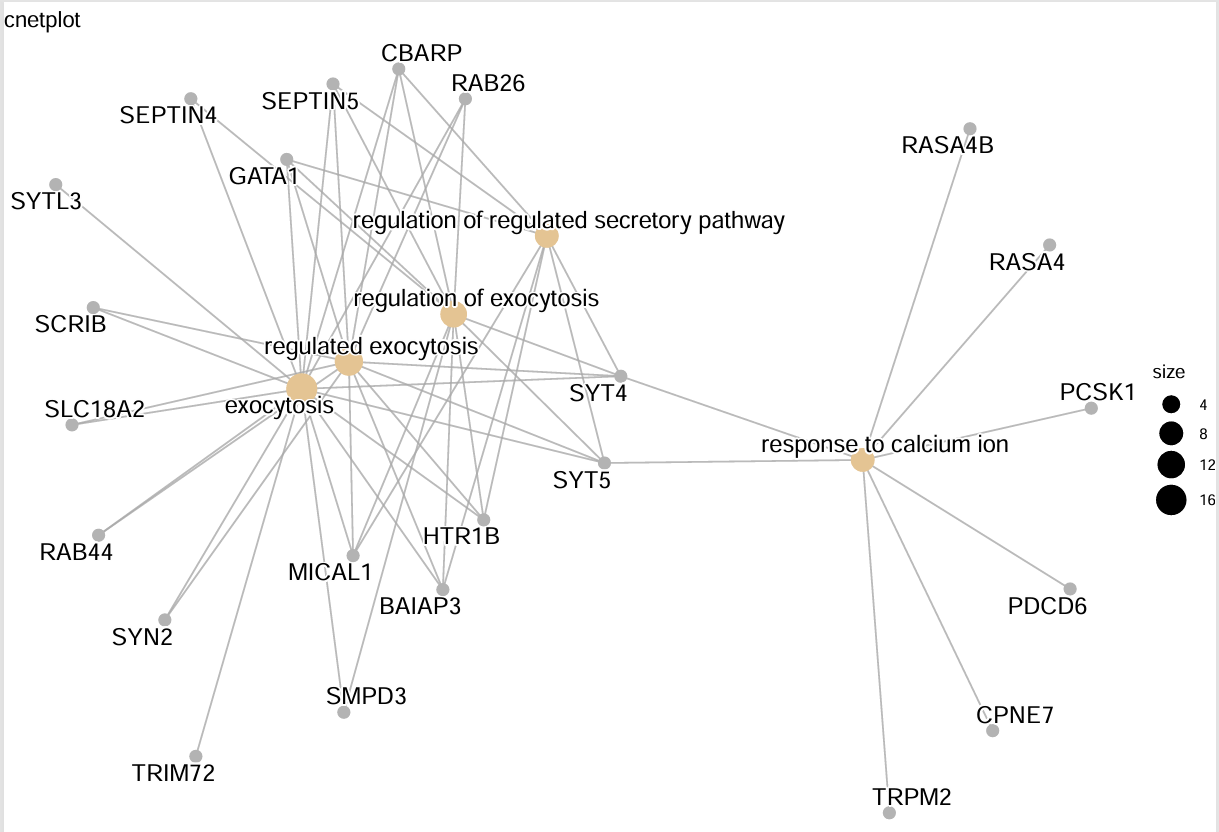 cnetplot
CBARP
RAB26
SEPTIN5
SEPTIN4
RASA4B
GATA1
SYTL3
regulation of regulated secretory pathway
RASA4
regulation of exocytosis
SCRIB
regulated exocytosis
size
PCSK1
SYT4
4
SLC18A2
exocytosis
8
response to calcium ion
12
SYT5
16
HTR1B
RAB44
MICAL1
BAIAP3
PDCD6
SYN2
SMPD3
CPNE7
TRIM72
TRPM2